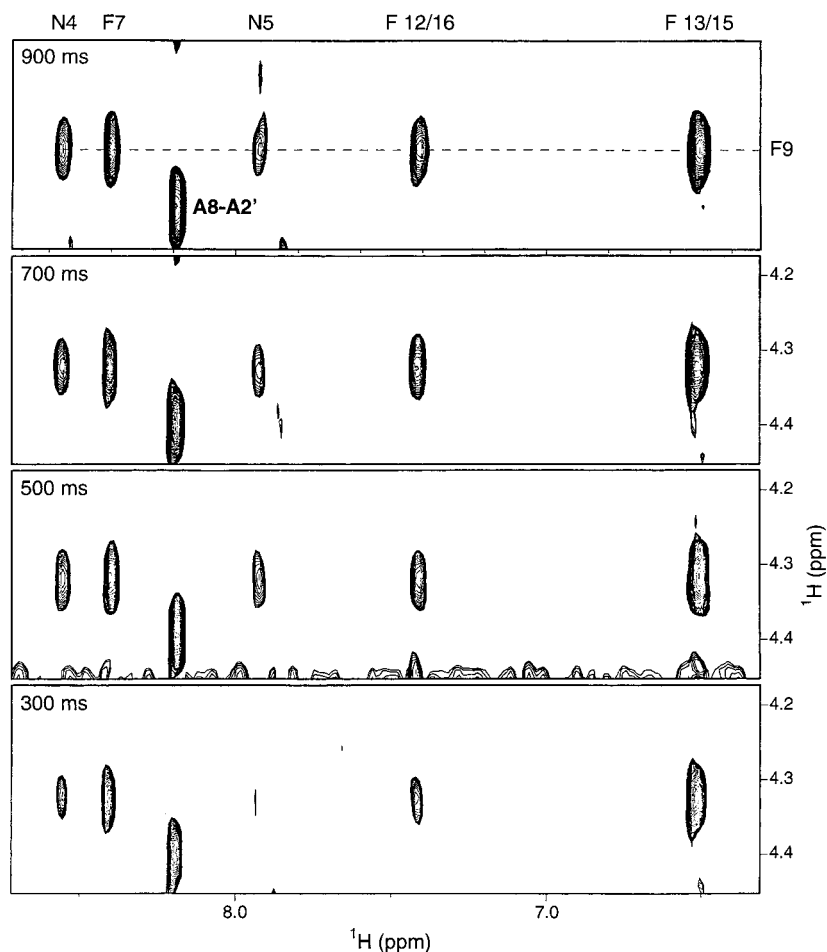 N4 F7 N5 F 12/16 F 13/15
900 ms
F9
A8-A2'
700 ms
4.2
4.3
4.4
500 ms
4.2
4.3
4.4
¹H (ppm)
300 ms
4.2
4.3
4.4
8.0 7.0
¹H (ppm)